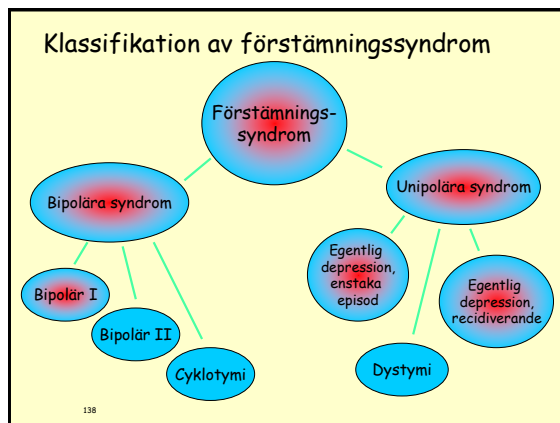 Klassifikation av förstämningssyndrom
Förstämnings-
syndrom
Bipolära syndrom
Unipolära syndrom
Bipolär I
Bipolär II
Cyklotymi
Egentlig
depression,
enstaka
episod
Dystymi
Egentlig
depression,
recidiverande
138